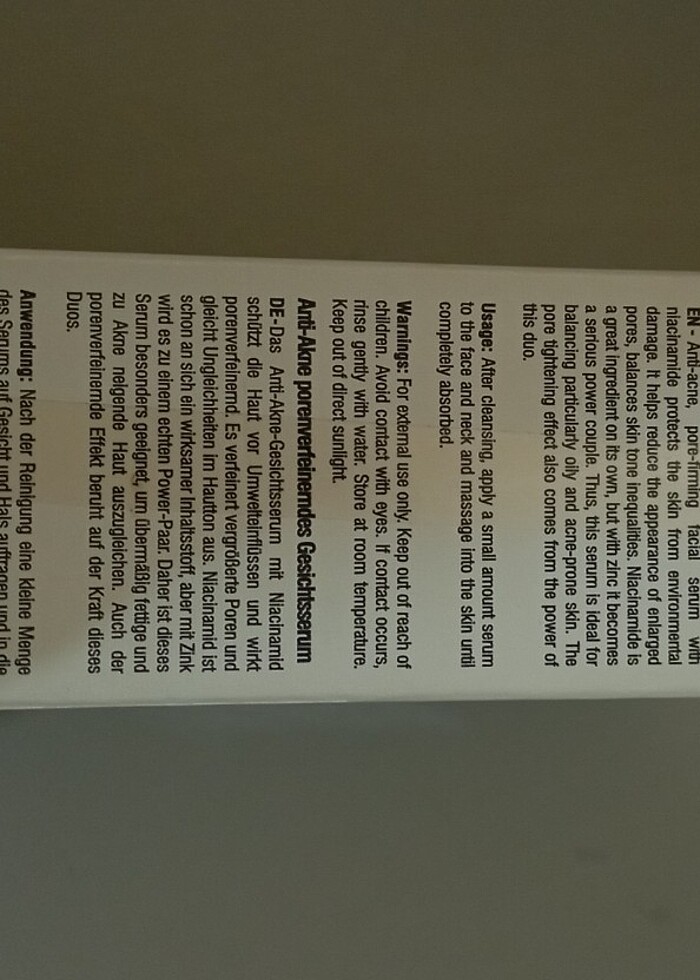 EN - Anti-acne pore-firming facial serum with
niacinamide protects the skin from environmental
damage. It helps reduce the appearance of enlarged
pores, balances skin tone inequalities. Niacinamide is
a great ingredient on its own, but with zinc it becomes
a serious power couple. Thus, this serum is ideal for
balancing particularly oily and acne-prone skin. The
pore tightening effect also comes from the power of
this duo.
Usage: After cleansing, apply a small amount serum
to the face and neck and massage into the skin until
completely absorbed.
Warnings: For external use only. Keep out of reach of
children. Avoid contact with eyes. If contact occurs,
rinse gently with water. Store at room temperature.
Keep out of direct sunlight.
Anti-Akne porenverfeinerndes Gesichtsserum
DE - Das Anti-Akne-Gesichtsserum mit Niacinamid
schützt die Haut vor Umwelteinflüssen und wirkt
porenverfeinernd. Es verfeinert vergrößerte Poren und
gleicht Ungleichheiten im Hautton aus. Niacinamid ist
schon an sich ein wirksamer Inhaltsstoff, aber mit Zink
wird es zu einem echten Power-Paar. Daher ist dieses
Serum besonders geeignet, um übermäßig fettige und
zu Akne neigende Haut auszugleichen. Auch der
porenverfeinernde Effekt beruht auf der Kraft dieses
Duos.
Anwendung: Nach der Reinigung eine kleine Menge
des Serums auf Gesicht und Hals auftragen und in die